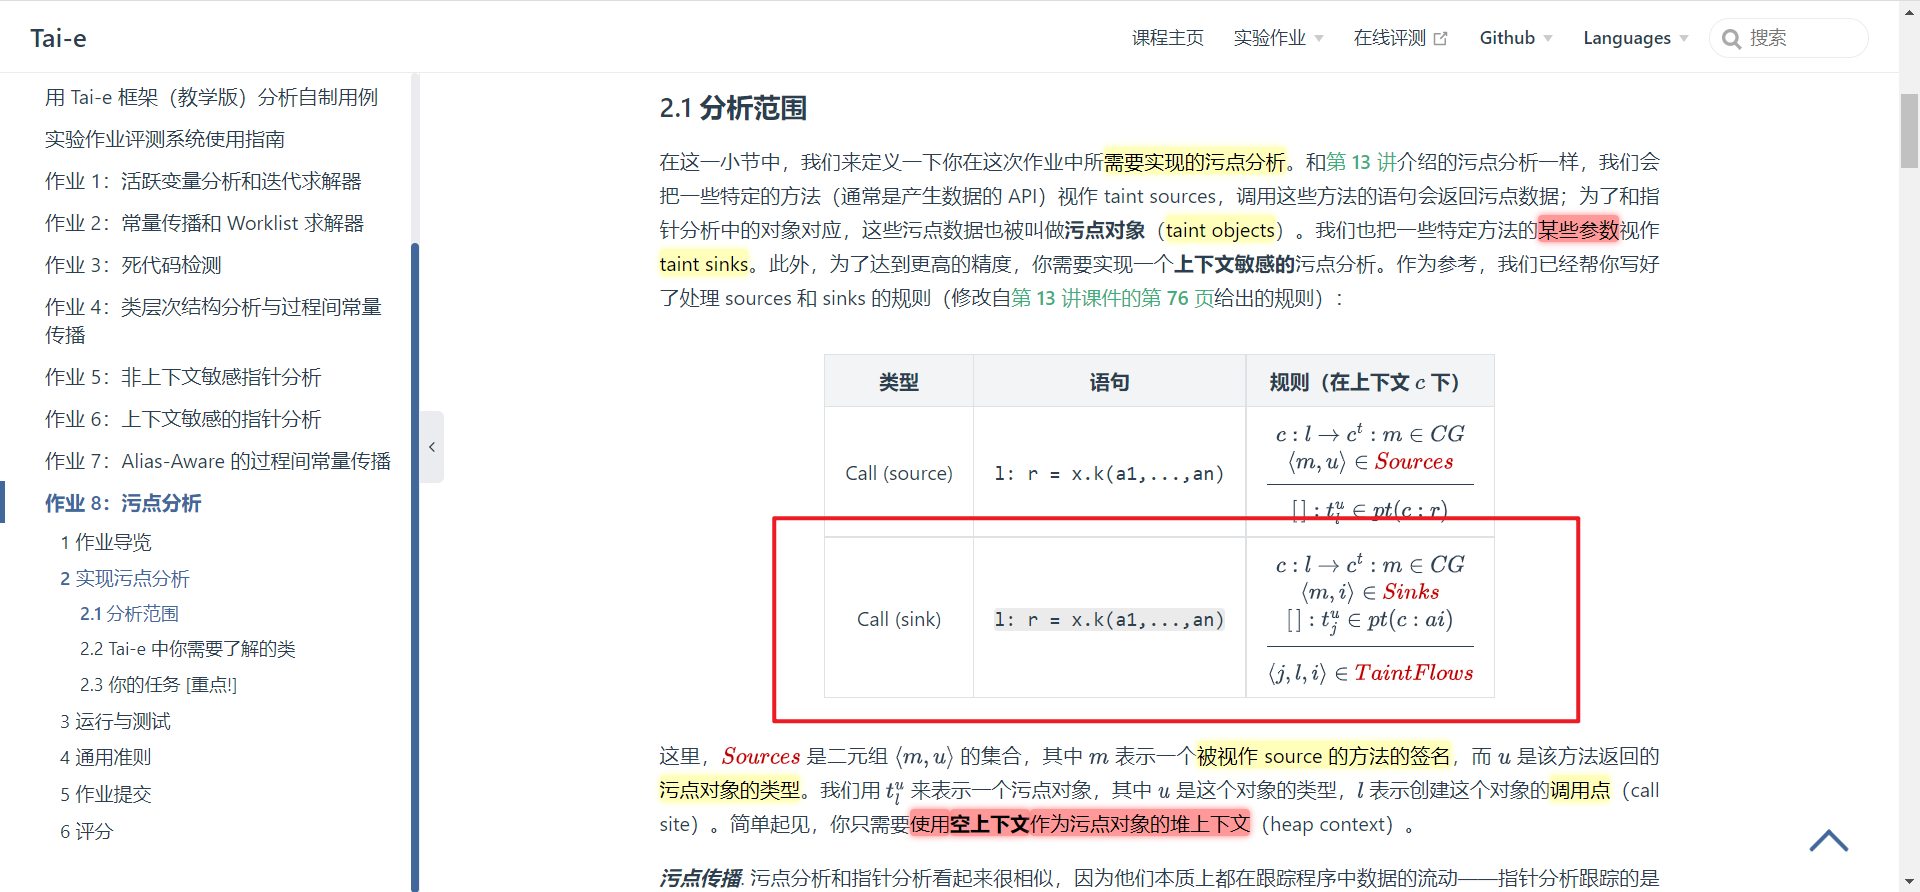 Tai-e
课程主页 实验作业 在线评测 Github Languages 搜索
用 Tai-e 框架（教学版）分析自制用例
实验作业评测系统使用指南
作业 1：活跃变量分析和迭代求解器
作业 2：常量传播和 Worklist 求解器
作业 3：死代码检测
作业 4：类层次结构分析与过程间常量
传播
作业 5：非上下文敏感指针分析
作业 6：上下文敏感的指针分析
作业 7：Alias-Aware 的过程间常量传播
作业 8：污点分析
1 作业导览
2 实现污点分析
2.1 分析范围
2.2 Tai-e 中你需要了解的类
2.3 你的任务 [重点!]
3 运行与测试
4 通用准则
5 作业提交
6 评分
2.1 分析范围
在这一小节中，我们来定义一下你在这次作业中所需要实现的污点分析。和第 13 讲介绍的污点分析一样，我们会
把一些特定的方法（通常是产生数据的 API）视作 taint sources，调用这些方法的语句会返回污点数据；为了和指
针分析中的对象对应，这些污点数据也被叫做污点对象（taint objects）。我们也把一些特定方法的某些参数视作
taint sinks。此外，为了达到更高的精度，你需要实现一个上下文敏感的污点分析。作为参考，我们已经帮你写好
了处理 sources 和 sinks 的规则（修改自第 13 讲课件的第 76 页给出的规则）：
类型 语句 规则（在上下文 c 下）
c : l → c^t : m ∈ CG
⟨m, u⟩ ∈ Sources
Call (source) l: r = x.k(a1,...,an)
[ ] : t_l^u ∈ pt(c : r)
c : l → c^t : m ∈ CG
⟨m, i⟩ ∈ Sinks
Call (sink) l: r = x.k(a1,...,an) [ ] : t_j^u ∈ pt(c : ai)
⟨j, l, i⟩ ∈ TaintFlows
这里，Sources 是二元组 ⟨m, u⟩ 的集合，其中 m 表示一个被视作 source 的方法的签名，而 u 是该方法返回的
污点对象的类型。我们用 t_l^u 来表示一个污点对象，其中 u 是这个对象的类型，l 表示创建这个对象的调用点（call
site）。简单起见，你只需要使用空上下文作为污点对象的堆上下文（heap context）。
污点传播. 污点分析和指针分析看起来很相似，因为他们本质上都在跟踪程序中数据的流动——指针分析跟踪的是